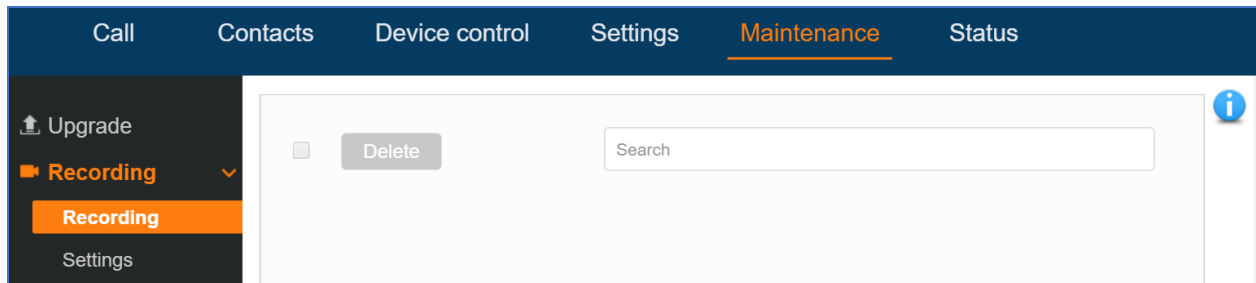 Call Contacts Device control Settings Maintenance Status
Upgrade
Delete Search
Recording
Recording
Settings